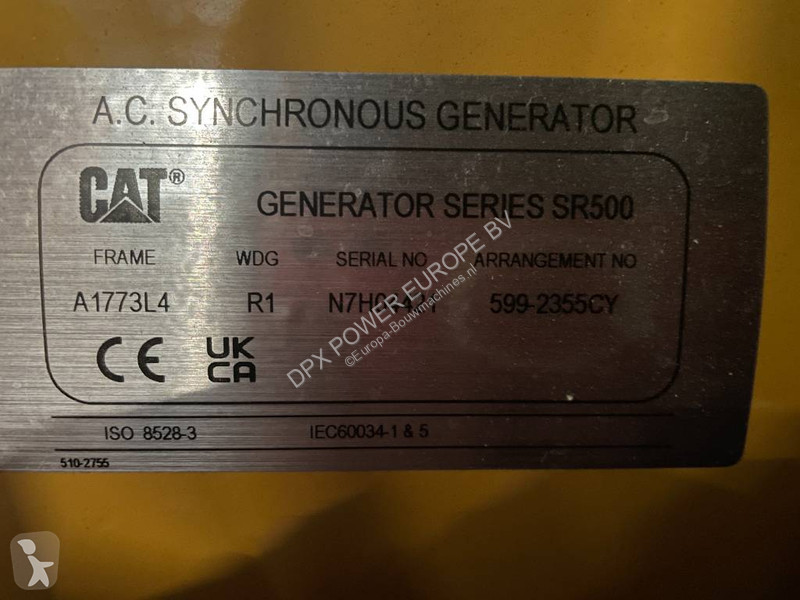 A.C. SYNCHRONOUS GENERATOR
CAT®
GENERATOR SERIES SR500
FRAME WDG SERIAL NO ARRANGEMENT NO
A1773L4 R1 599-2355CY
CE UK CA
ISO 8528-3 IEC60034-1 & 5
510-2755
DPX POWER EUROPE BV
©Europa-Bouwmachines.nl